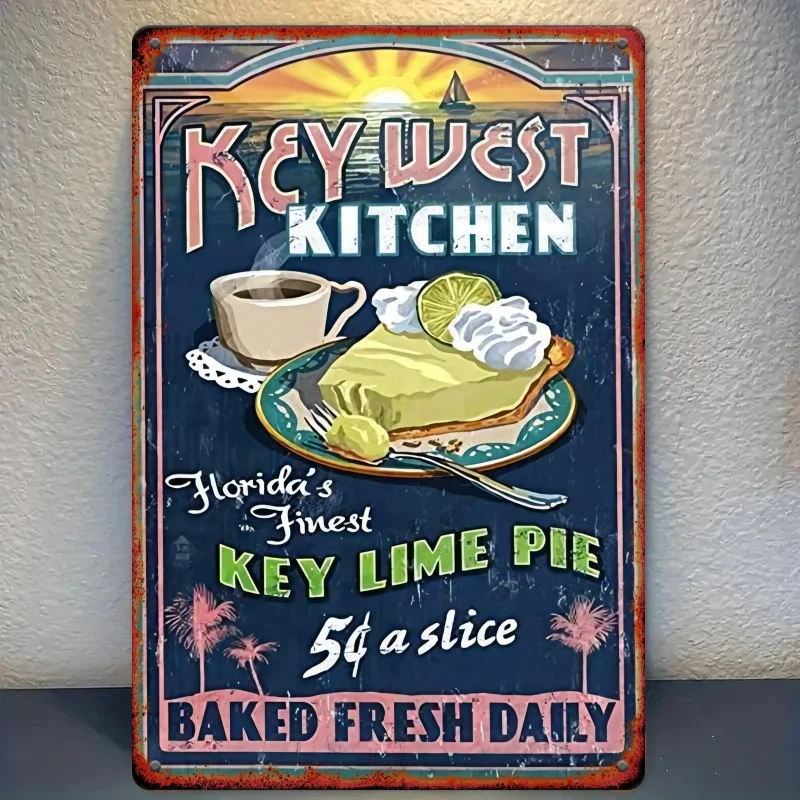 KEY WEST
KITCHEN
Florida's
Finest
KEY LIME PIE
5¢ a slice
BAKED FRESH DAILY